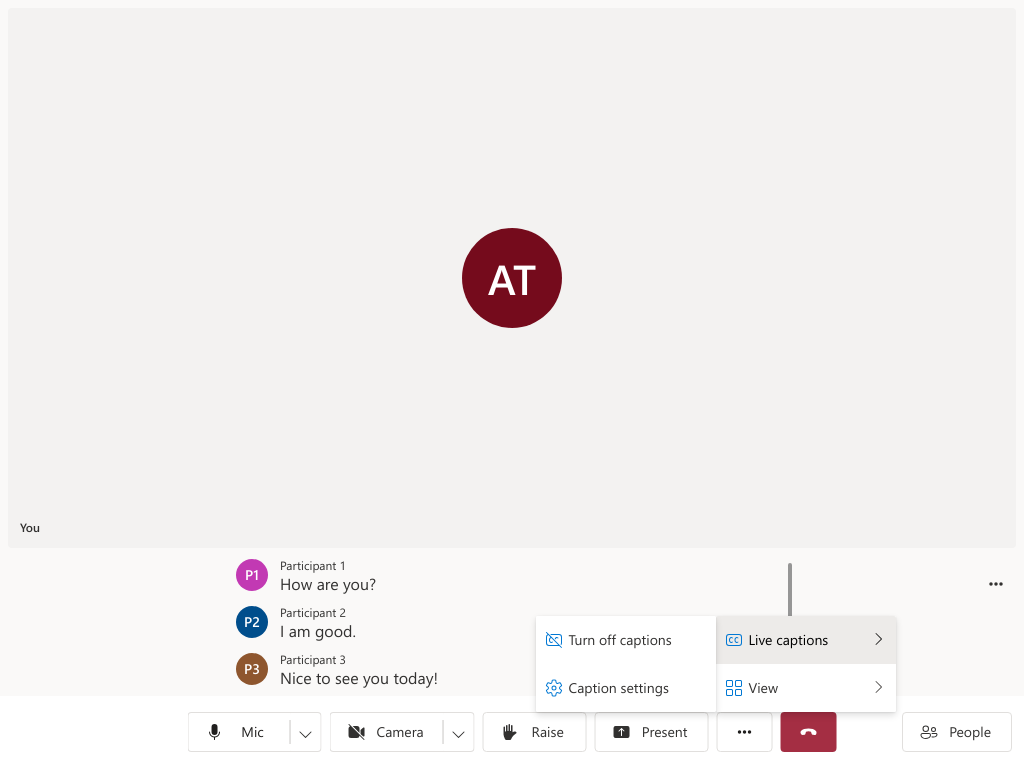 AT
You
P1
Participant 1
How are you?
P2
Participant 2
I am good.
P3
Participant 3
Nice to see you today!
Turn off captions
CC Live captions
Caption settings
View
Mic
Camera
Raise
Present
People